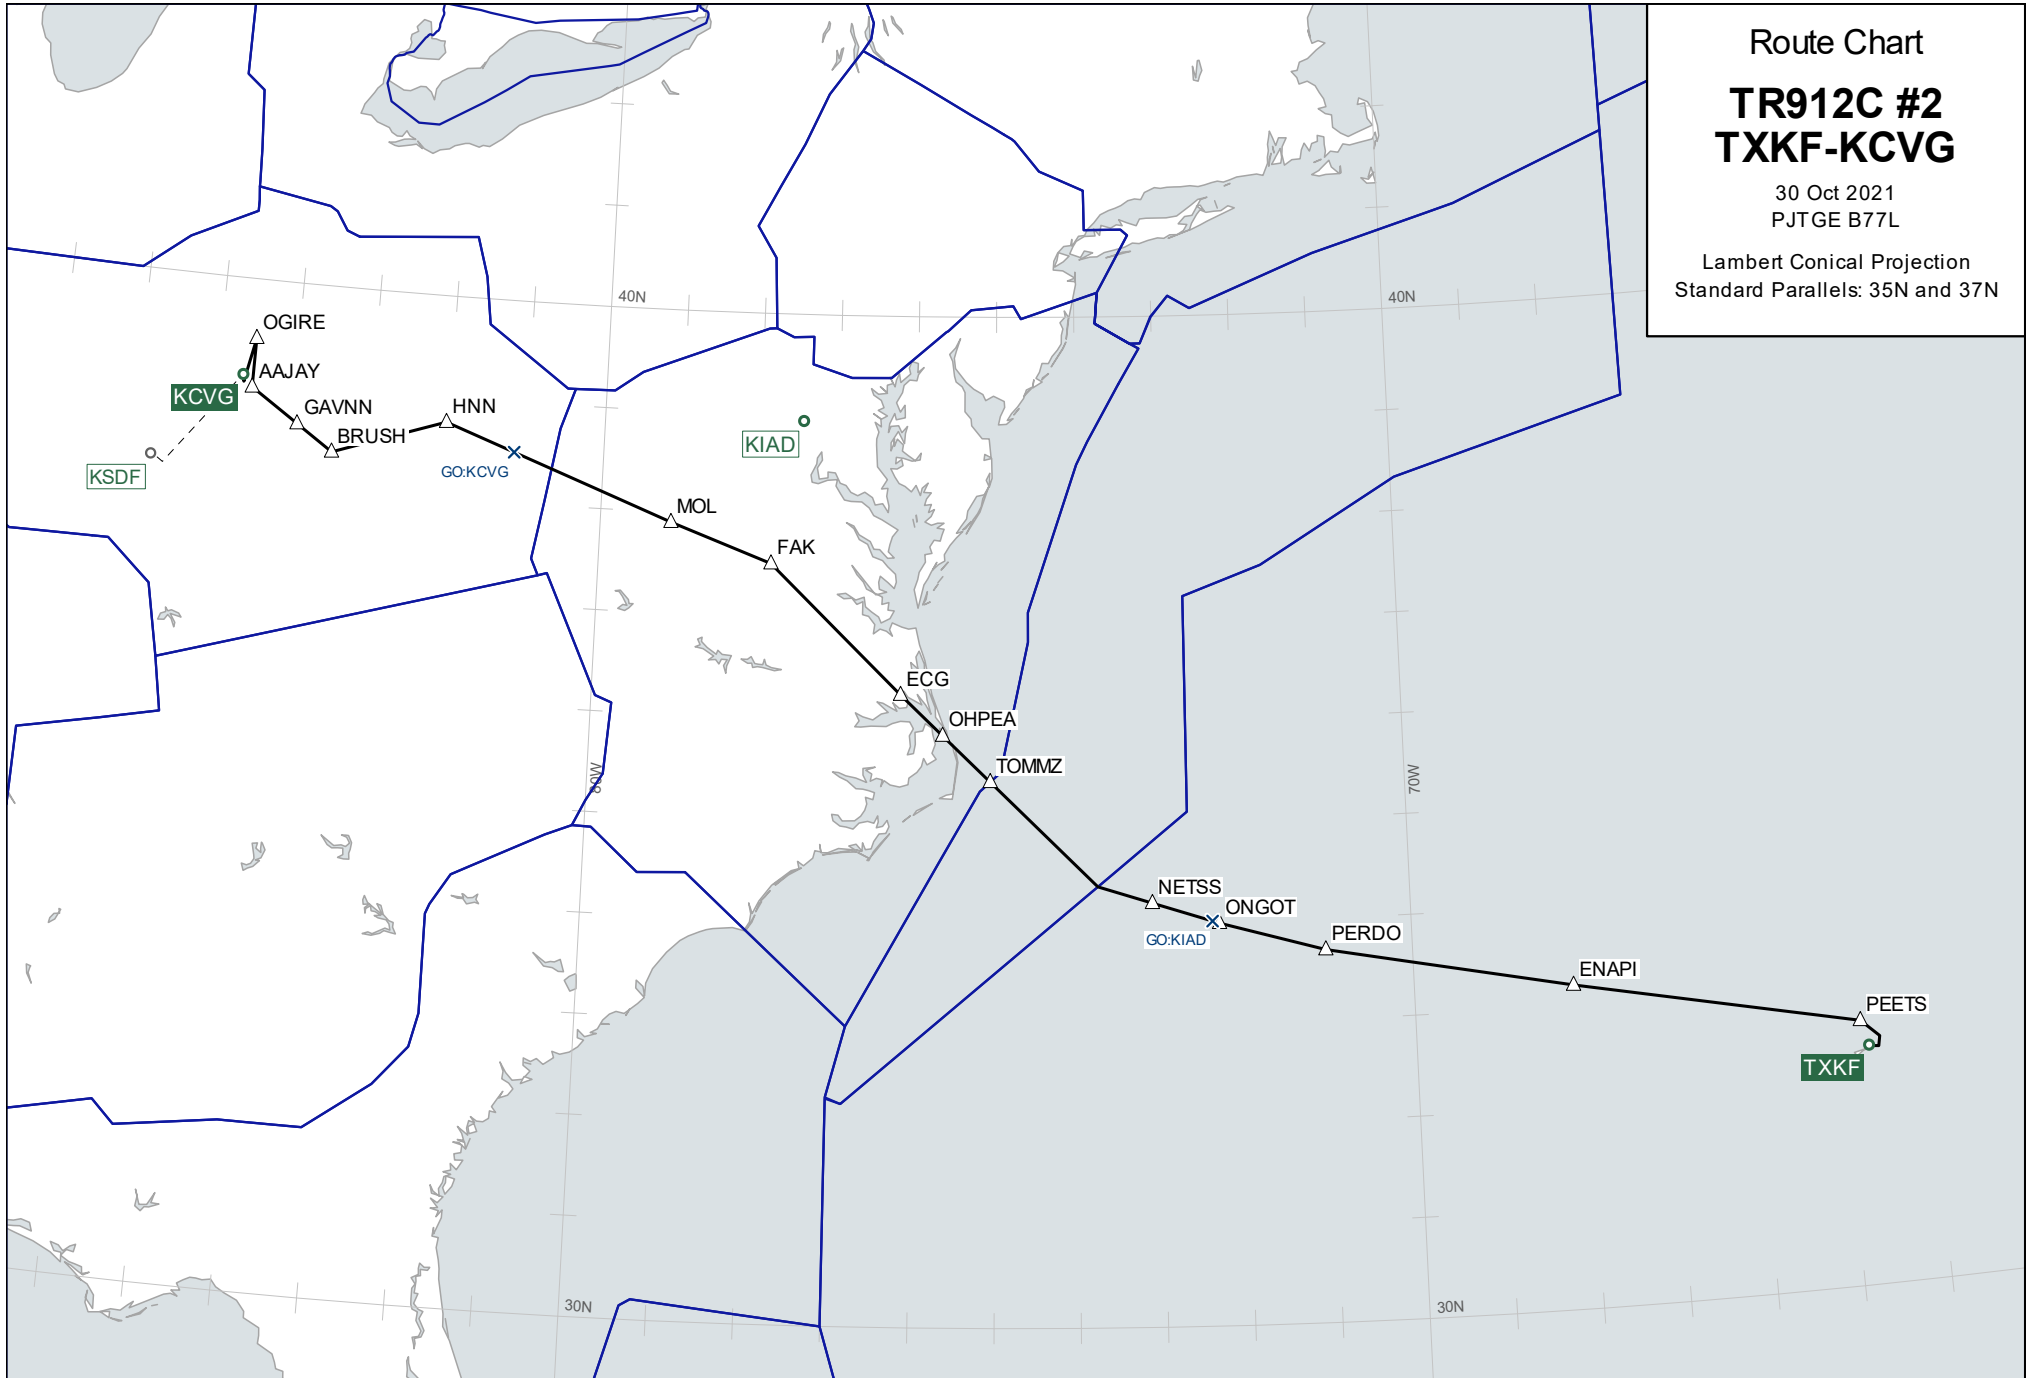 Route Chart
TR912C #2
TXKF-KCVG
30 Oct 2021
PJTGE B77L
Lambert Conical Projection
Standard Parallels: 35N and 37N
40N
40N
OGIRE
AAJAY
KCVG
GAVNN
HNN
BRUSH
KIAD
GO:KCVG
KSDF
MOL
FAK
ECG
OHPEA
TOMMZ
80W
70W
NETSS
ONGOT
GO:KIAD
PERDO
ENAPI
PEETS
TXKF
30N
30N